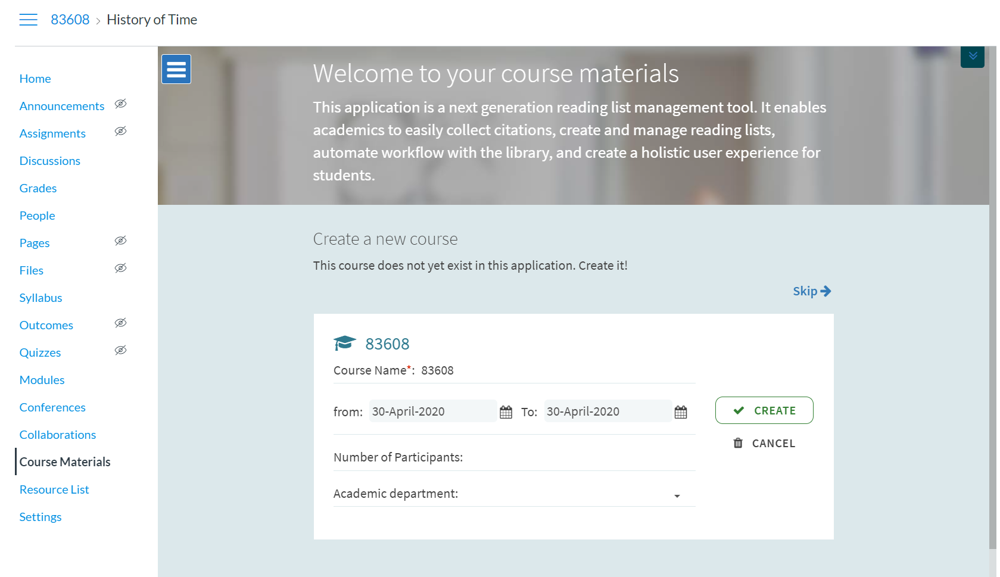 83608 > History of Time
Home
Announcements
Assignments
Discussions
Grades
People
Pages
Files
Syllabus
Outcomes
Quizzes
Modules
Conferences
Collaborations
Course Materials
Resource List
Settings
Welcome to your course materials
This application is a next generation reading list management tool. It enables
academics to easily collect citations, create and manage reading lists,
automate workflow with the library, and create a holistic user experience for
students.
Create a new course
This course does not yet exist in this application. Create it!
Skip
83608
Course Name*: 83608
from: 30-April-2020 To: 30-April-2020
CREATE
CANCEL
Number of Participants:
Academic department: